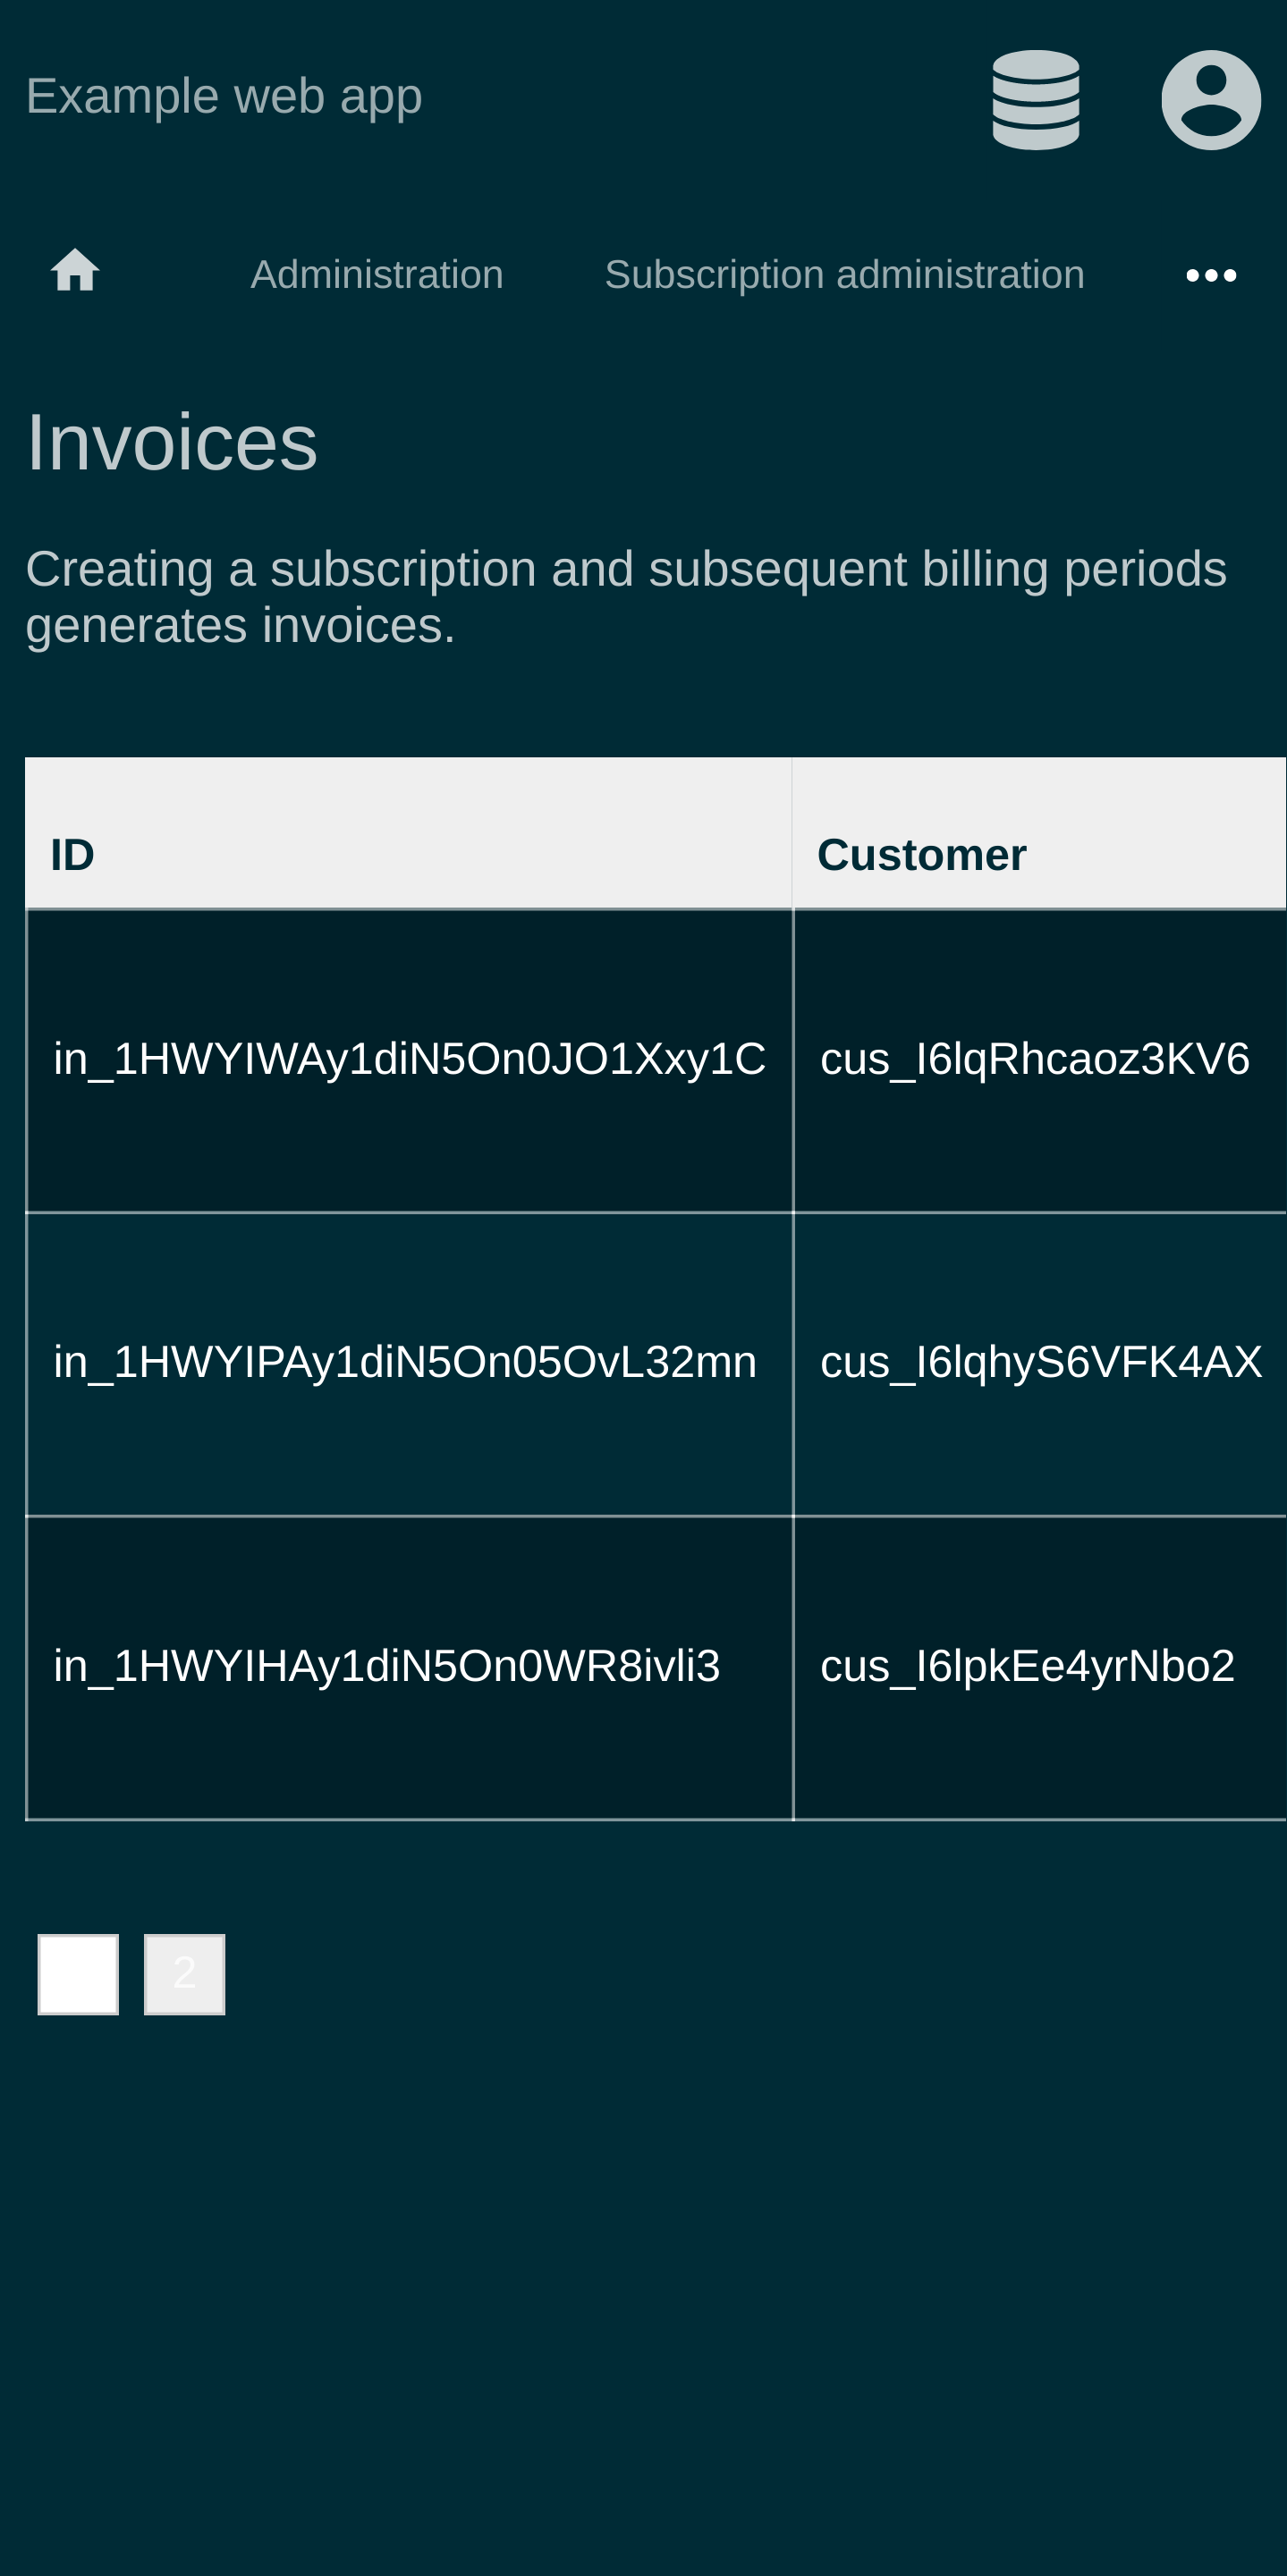 Example web app
Administration Subscription administration
Invoices
Creating a subscription and subsequent billing periods
generates invoices.
ID Customer
in_1HWYIWAy1diN5On0JO1Xxy1C cus_I6lqRhcaoz3KV6
in_1HWYIPAy1diN5On05OvL32mn cus_I6lqhyS6VFK4AX
in_1HWYIHAy1diN5On0WR8ivli3 cus_I6lpkEe4yrNbo2
2